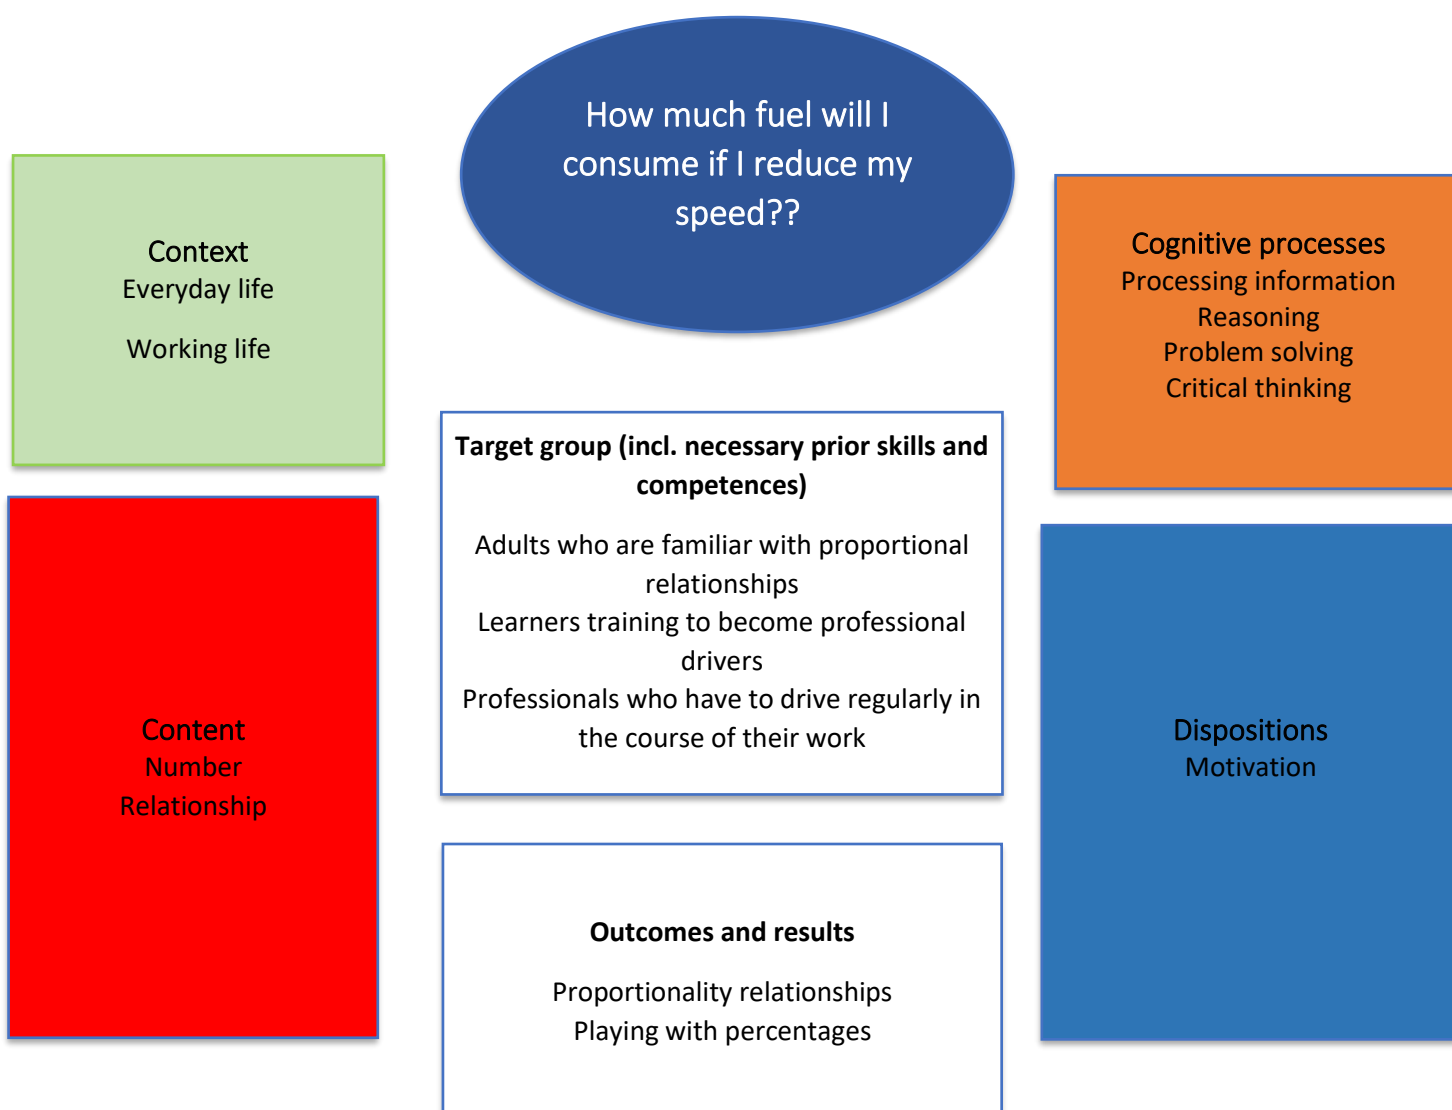 How much fuel will I
consume if I reduce my
speed??
Context
Everyday life
Working life
Cognitive processes
Processing information
Reasoning
Problem solving
Critical thinking
Target group (incl. necessary prior skills and
competences)
Adults who are familiar with proportional
relationships
Learners training to become professional
drivers
Professionals who have to drive regularly in
the course of their work
Content
Number
Relationship
Dispositions
Motivation
Outcomes and results
Proportionality relationships
Playing with percentages